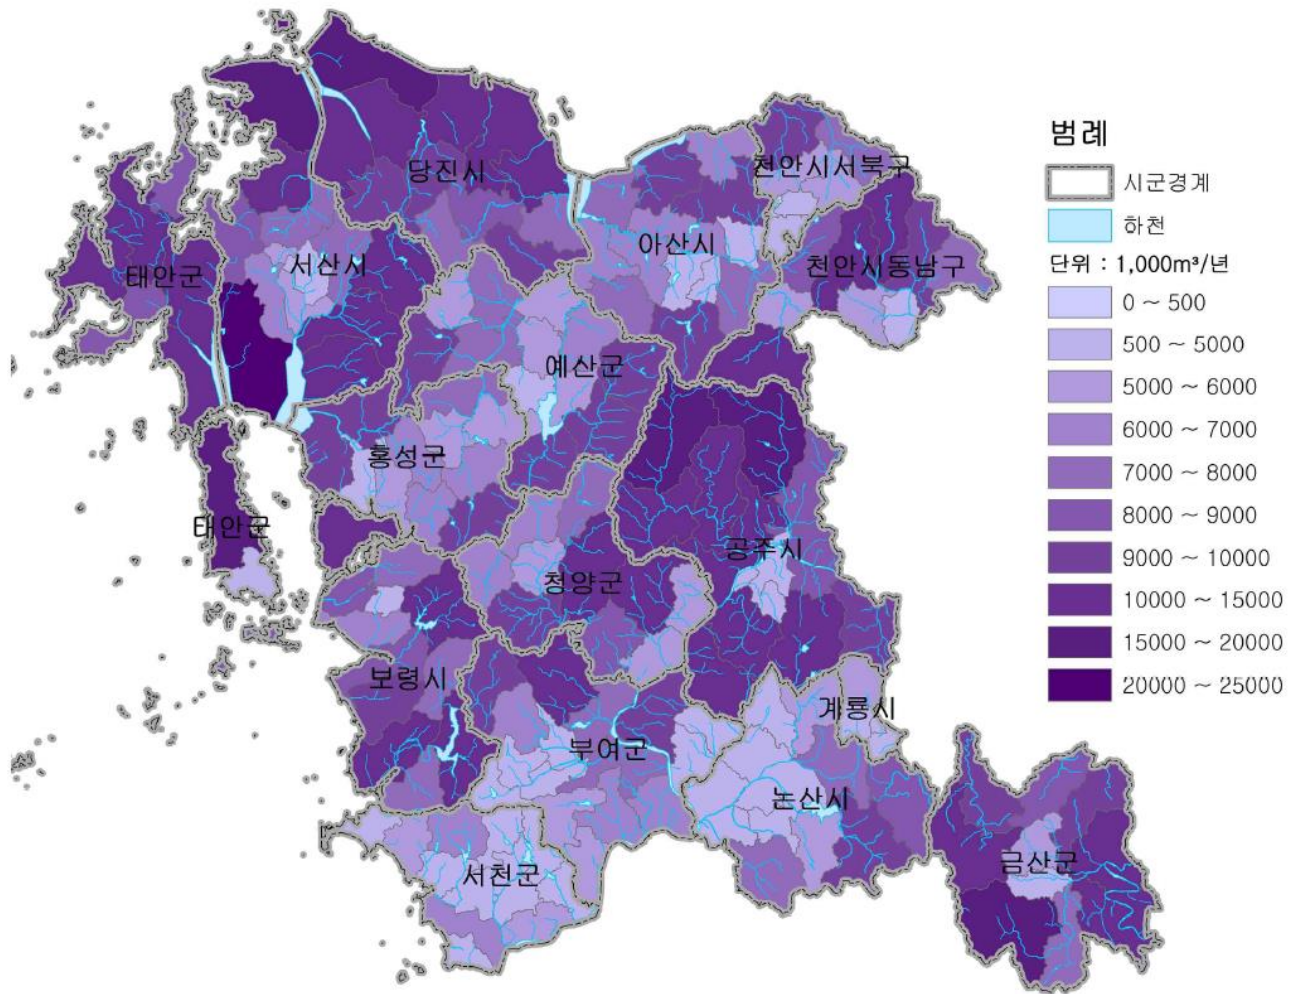 범례
시군경계
하천
단위 : 1,000m³/년
0 ~ 500
500 ~ 5000
5000 ~ 6000
6000 ~ 7000
7000 ~ 8000
8000 ~ 9000
9000 ~ 10000
10000 ~ 15000
15000 ~ 20000
20000 ~ 25000
당진시
천안시서북구
아산시
서산시
천안시동남구
태안군
예산군
홍성군
태안군
공주시
청양군
보령시
계룡시
부여군
논산시
서천군
금산군